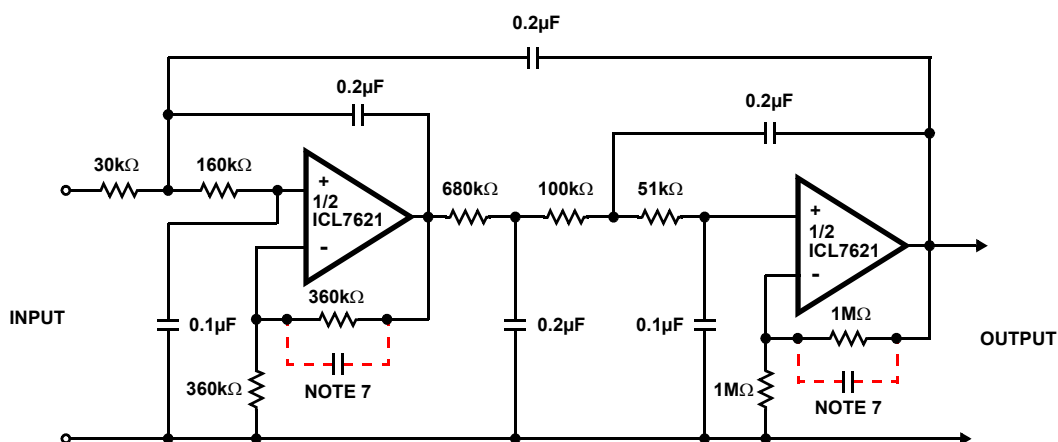 0.2µF
0.2µF
0.2µF
30kΩ
160kΩ
680kΩ
100kΩ
51kΩ
+
1/2
ICL7621
-
+
1/2
ICL7621
-
INPUT
0.1µF
360kΩ
0.2µF
0.1µF
1MΩ
OUTPUT
360kΩ
NOTE 7
1MΩ
NOTE 7